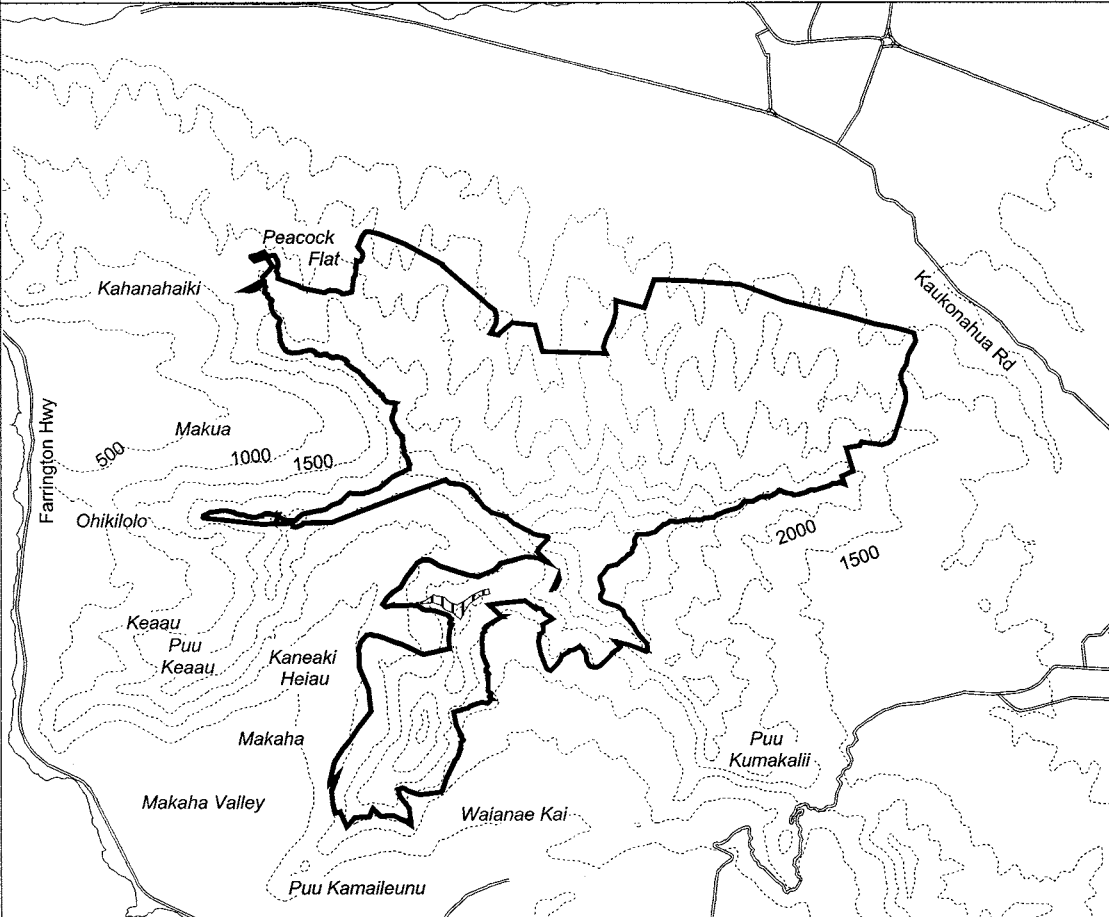 Peacock
Flat
Kahanahaiki
Kaukonahua Rd
Farrington Hwy
Makua
500
1000
1500
Ohikilolo
2000
1500
Keaau
Puu
Keaau
Kaneaki
Heiau
Makaha
Puu
Kumakalii
Makaha Valley
Waianae Kai
Puu Kamaileunu